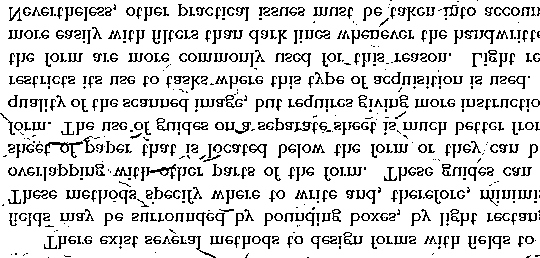 There exist several methods to design forms with fields to
fields may be surrounded by bounding boxes, by light rectang
These methods specify where to write and, therefore, minimi
overlapping with other parts of the form. These guides can
sheet of paper that is located below the form or they can b
form. The use of guides on a separate sheet is much better fro
quality of the scanned image, but requires giving more instructio
restricts its use to tasks where this type of acquisition is used.
the form are more commonly used for this reason. Light re
more easily with filters than dark lines whenever the handwritte
Nevertheless, other practical issues must be taken into accoun